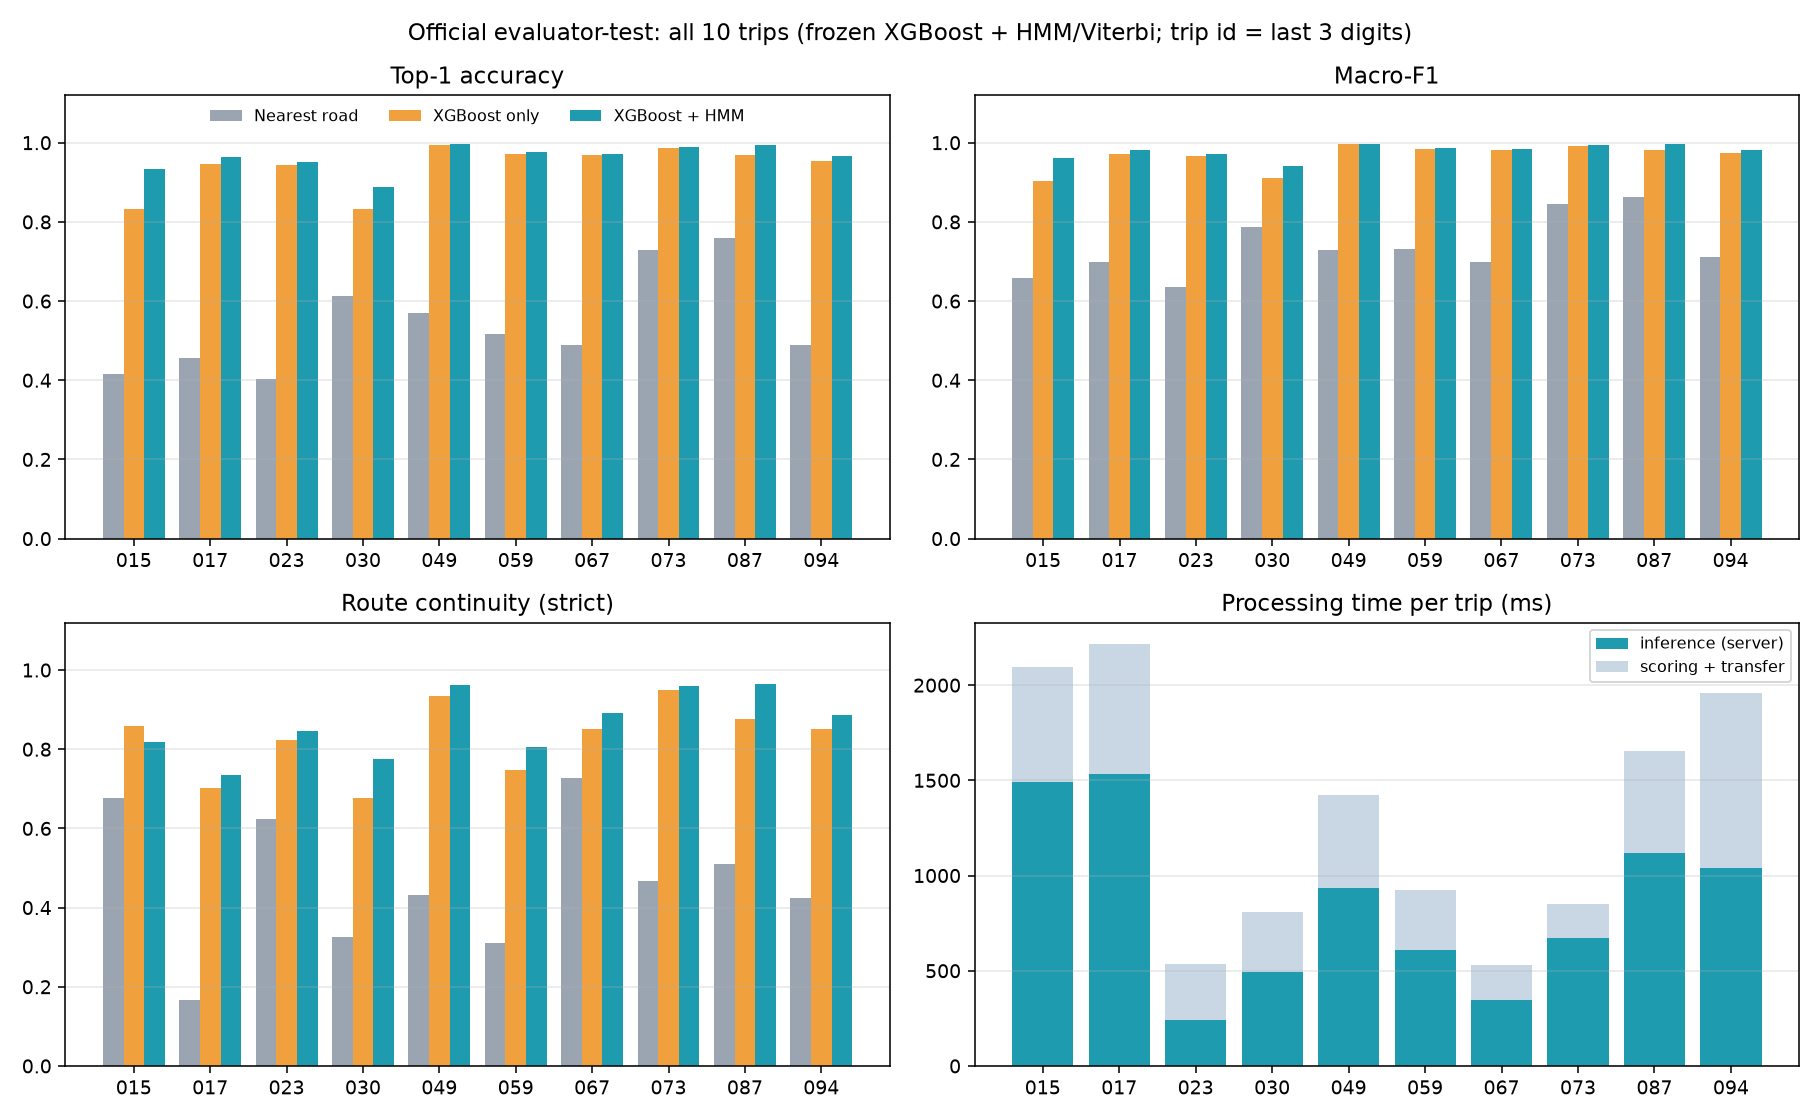 Official evaluator-test: all 10 trips (frozen XGBoost + HMM/Viterbi; trip id = last 3 digits)
Top-1 accuracy
Nearest road XGBoost only XGBoost + HMM
1.0
0.8
0.6
0.4
0.2
0.0
015 017 023 030 049 059 067 073 087 094
Macro-F1
1.0
0.8
0.6
0.4
0.2
0.0
015 017 023 030 049 059 067 073 087 094
Route continuity (strict)
1.0
0.8
0.6
0.4
0.2
0.0
015 017 023 030 049 059 067 073 087 094
Processing time per trip (ms)
inference (server)
scoring + transfer
2000
1500
1000
500
0
015 017 023 030 049 059 067 073 087 094